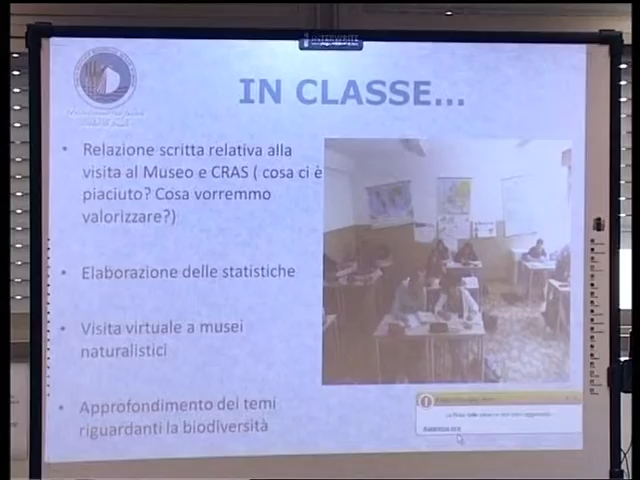 INTERWRITE
IN CLASSE...
• Relazione scritta relativa alla
visita al Museo e CRAS ( cosa ci è
piaciuto? Cosa vorremmo
valorizzare?)
• Elaborazione delle statistiche
• Visita virtuale a musei
naturalistici
• Approfondimento dei temi
riguardanti la biodiversità